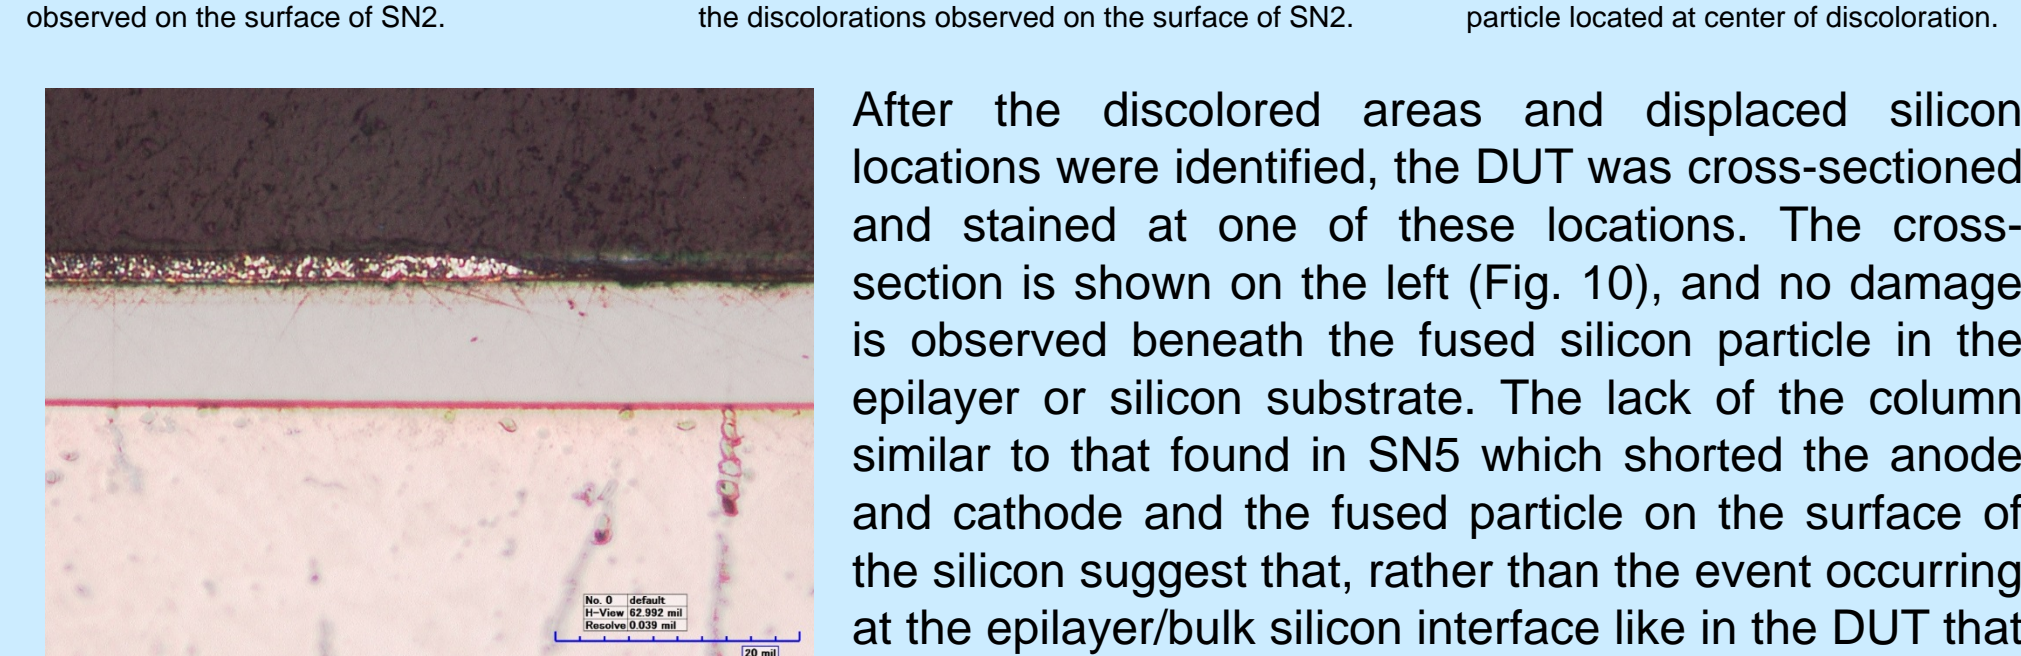 observed on the surface of SN2.
the discolorations observed on the surface of SN2.
particle located at center of discoloration.
After the discolored areas and displaced silicon
locations were identified, the DUT was cross-sectioned
and stained at one of these locations. The cross-
section is shown on the left (Fig. 10), and no damage
is observed beneath the fused silicon particle in the
epilayer or silicon substrate. The lack of the column
similar to that found in SN5 which shorted the anode
and cathode and the fused particle on the surface of
the silicon suggest that, rather than the event occurring
at the epilayer/bulk silicon interface like in the DUT that
No. 0 default
H-View 62.992 mil
Resolve 0.039 mil
20 mil